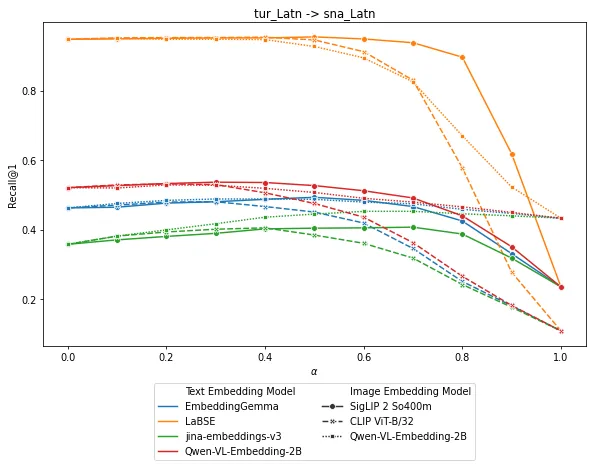 tur_Latn -> sna_Latn
Recall@1
0.8
0.6
0.4
0.2
0.0 0.2 0.4 0.6 0.8 1.0
α
Text Embedding Model
EmbeddingGemma
LaBSE
jina-embeddings-v3
Qwen-VL-Embedding-2B
Image Embedding Model
SigLIP 2 So400m
CLIP ViT-B/32
Qwen-VL-Embedding-2B